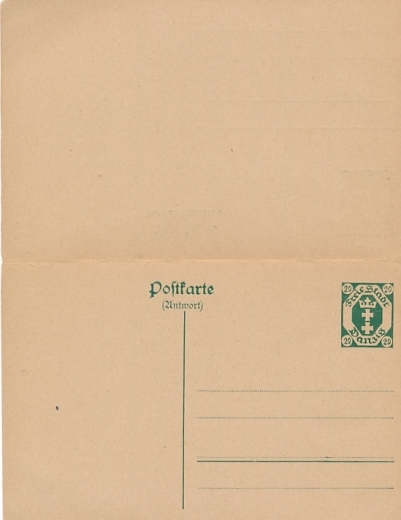 Postkarte
(Antwort)
20 20
Freie Stadt
Danzig
20 20